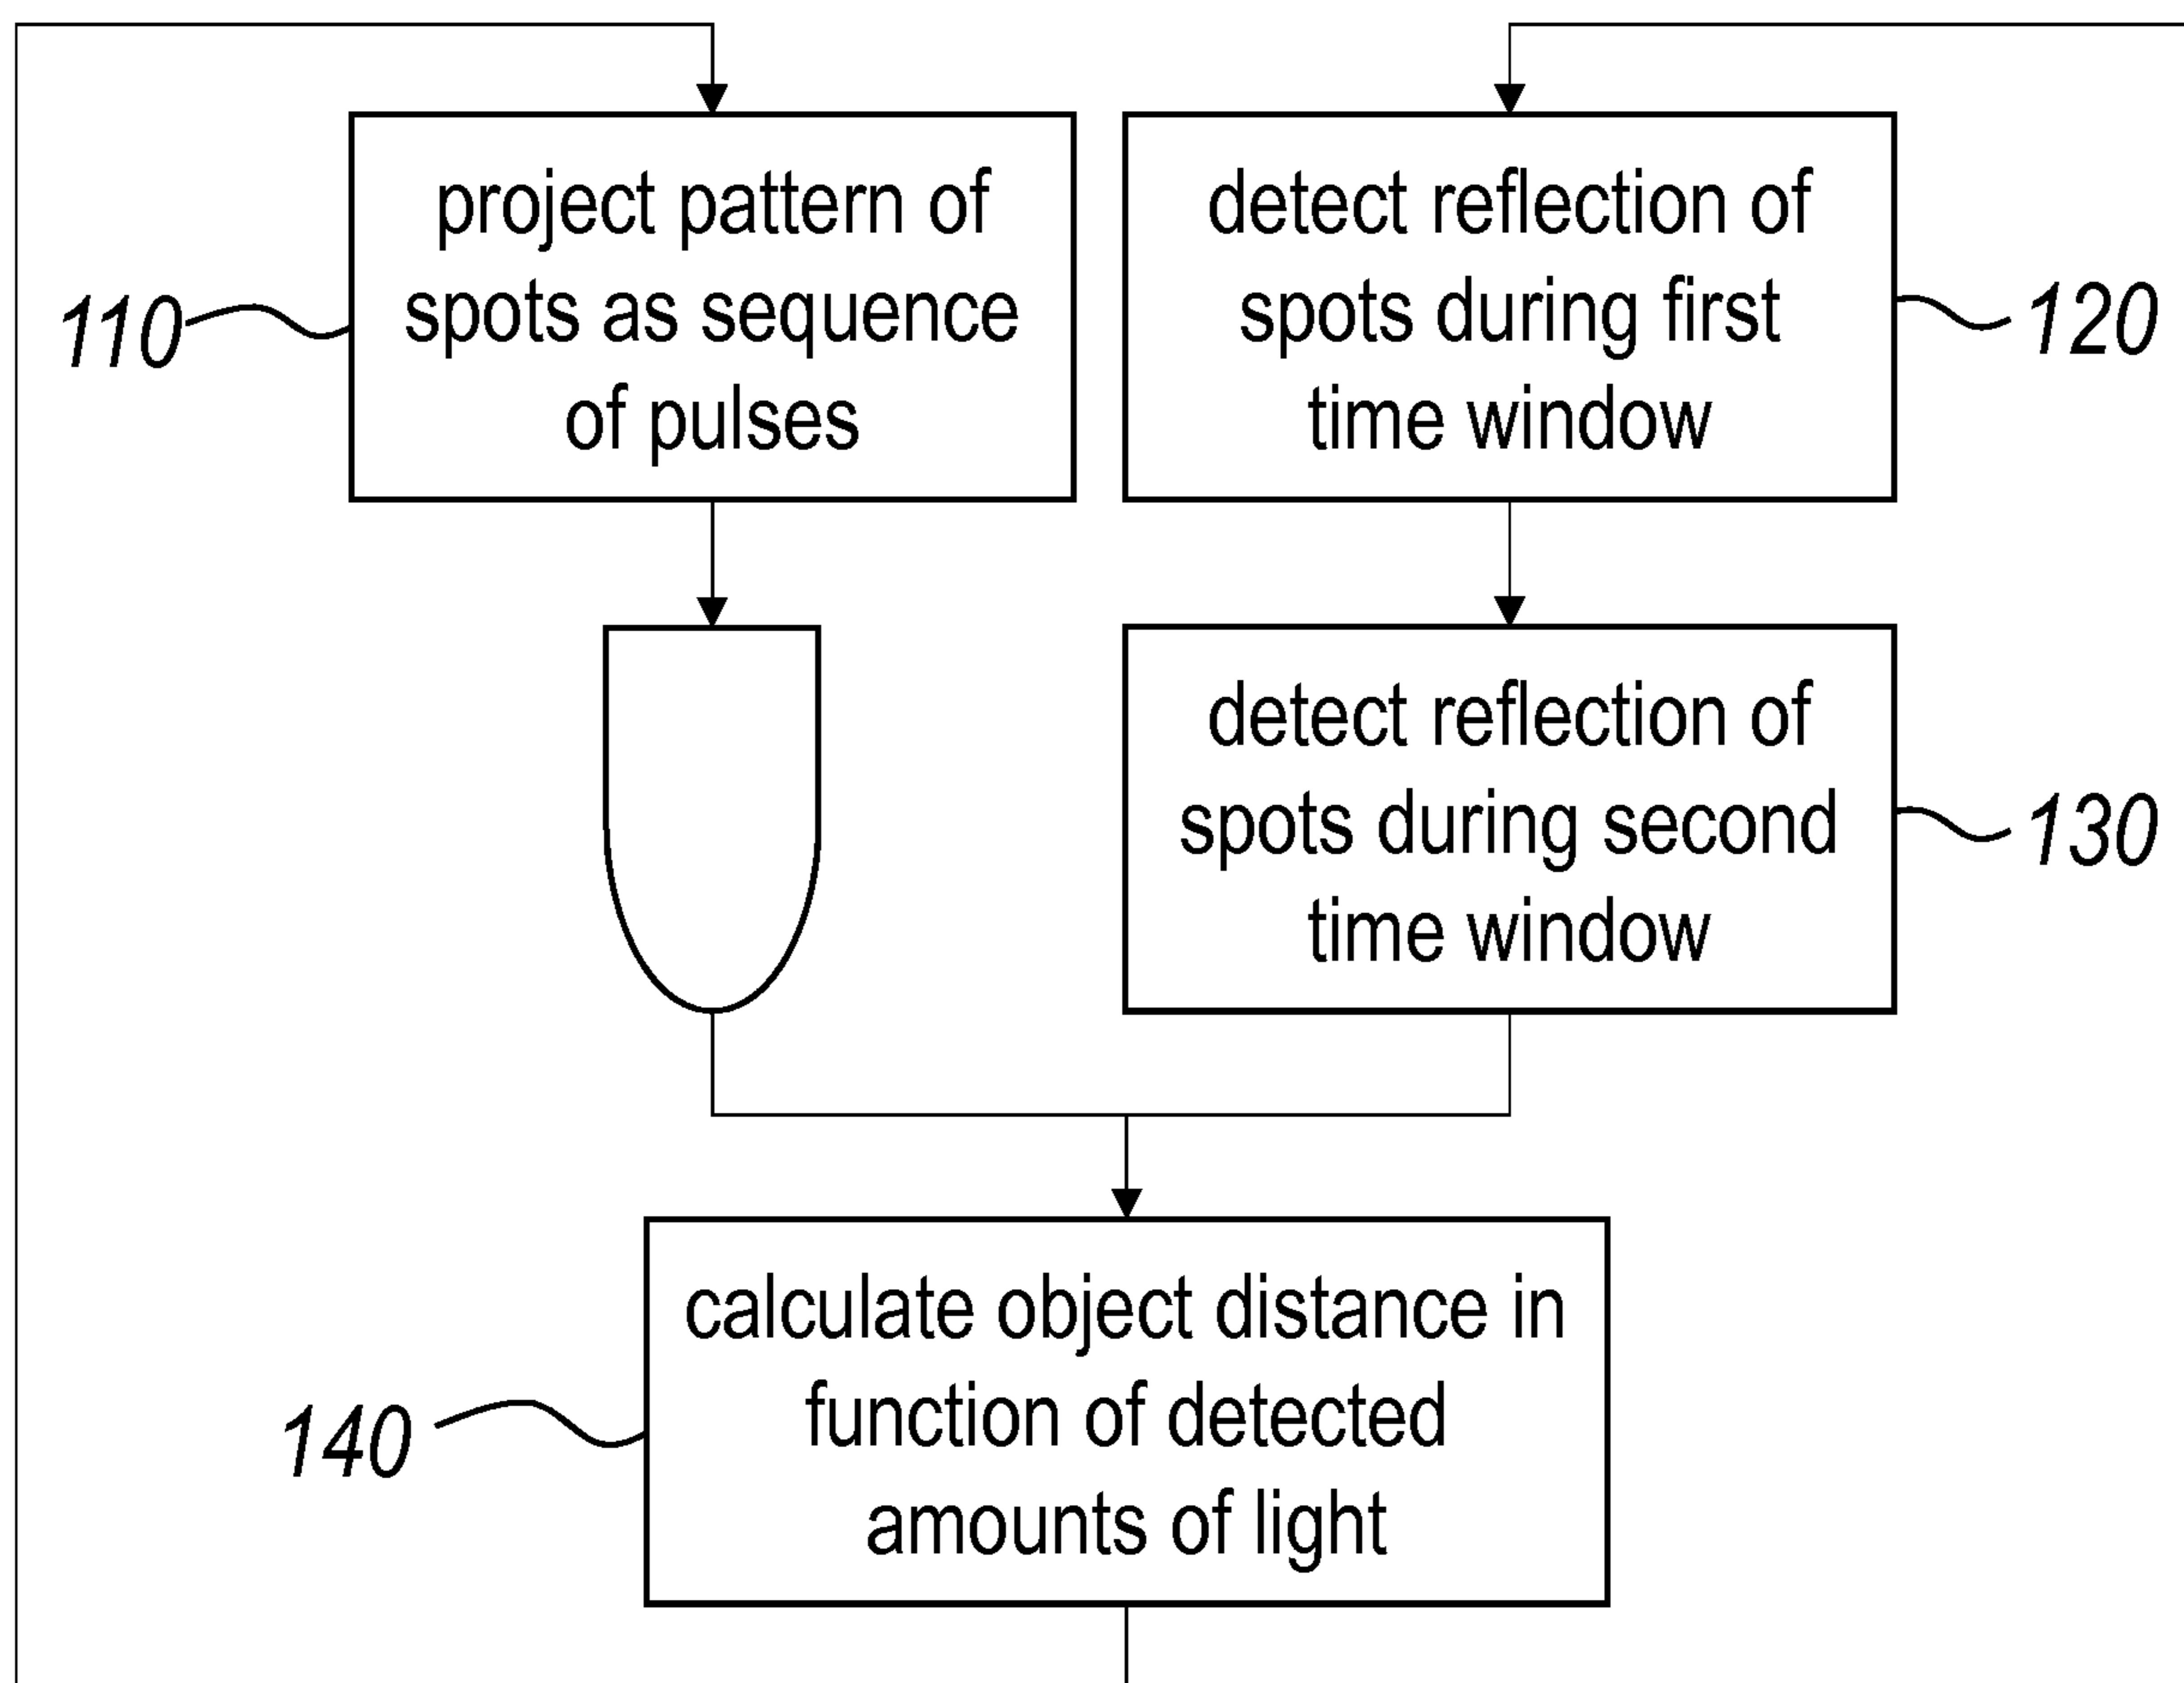 project pattern of
spots as sequence
of pulses
110
detect reflection of
spots during first
time window
120
detect reflection of
spots during second
time window
130
calculate object distance in
function of detected
amounts of light
140